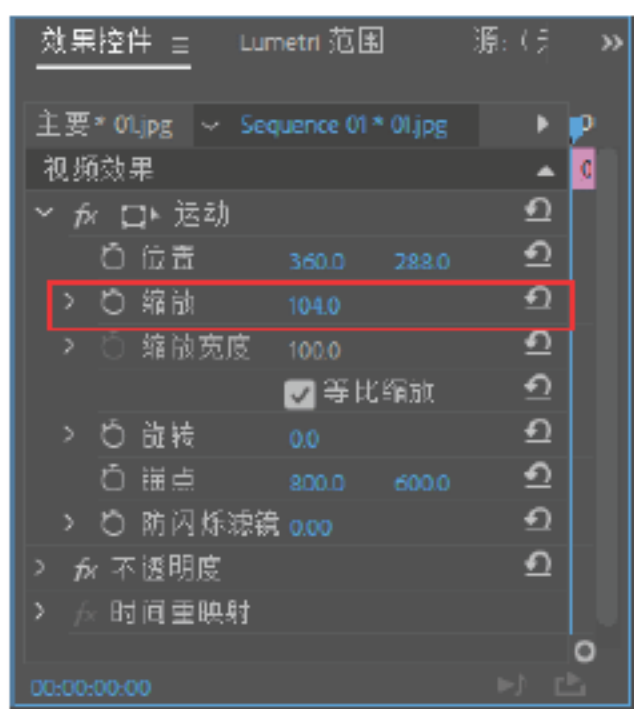 效果控件 Lumetri 范围 源:
主要* 01.jpg Sequence 01 * 01.jpg
视频效果
fx 运动
位置 360.0 288.0
缩放 104.0
缩放宽度 100.0
等比缩放
旋转 0.0
锚点 800.0 600.0
防闪烁滤镜 0.00
fx 不透明度
fx 时间重映射
00:00:00:00